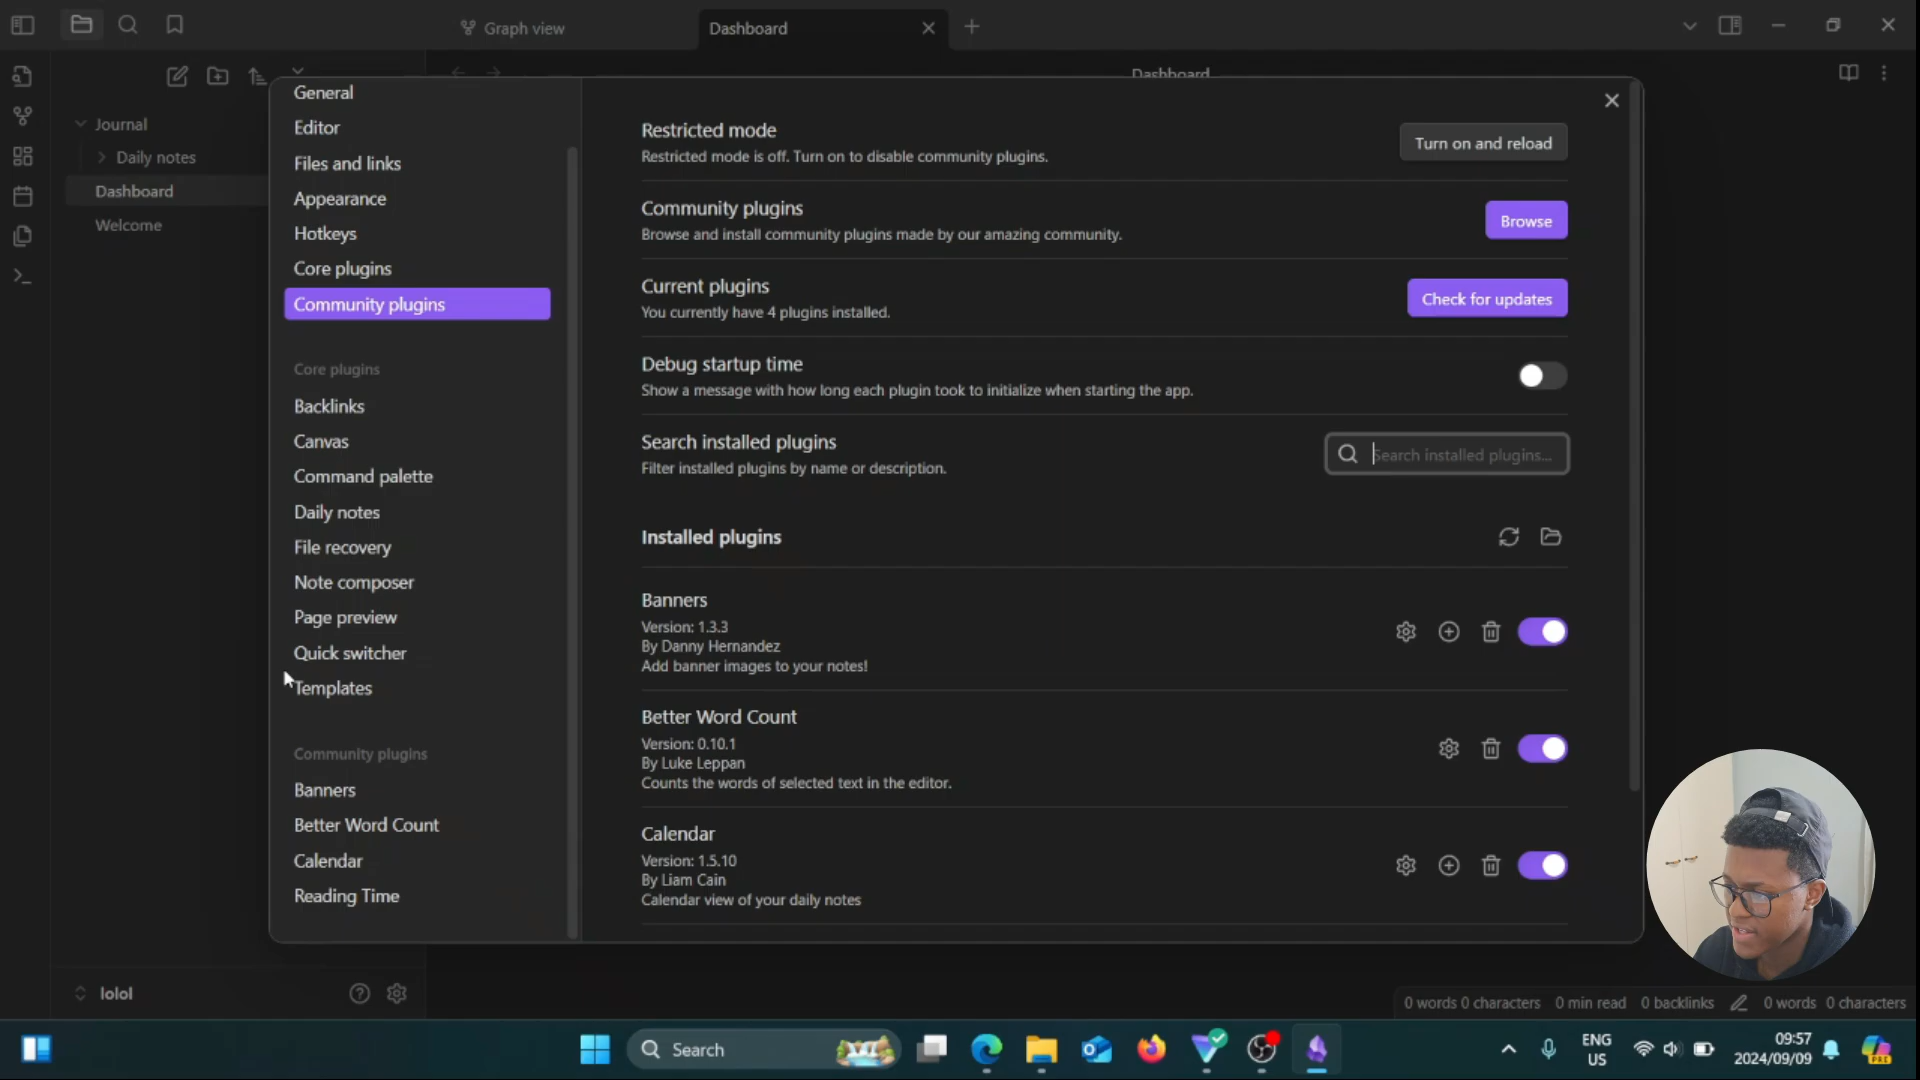 Graph view
Dashboard
Dashboard
Journal
Daily notes
Dashboard
Welcome
lolol
General
Editor
Files and links
Appearance
Hotkeys
Core plugins
Community plugins
Core plugins
Backlinks
Canvas
Command palette
Daily notes
File recovery
Note composer
Page preview
Quick switcher
Templates
Community plugins
Banners
Better Word Count
Calendar
Reading Time
Restricted mode
Restricted mode is off. Turn on to disable community plugins.
Turn on and reload
Community plugins
Browse and install community plugins made by our amazing community.
Browse
Current plugins
You currently have 4 plugins installed.
Check for updates
Debug startup time
Show a message with how long each plugin took to initialize when starting the app.
Search installed plugins
Filter installed plugins by name or description.
Search installed plugins...
Installed plugins
Banners
Version: 1.3.3
By Danny Hernandez
Add banner images to your notes!
Better Word Count
Version: 0.10.1
By Luke Leppan
Counts the words of selected text in the editor.
Calendar
Version: 1.5.10
By Liam Cain
Calendar view of your daily notes
0 words 0 characters 0 min read 0 backlinks 0 words 0 characters
Search
ENG
US
09:57
2024/09/09
PRE